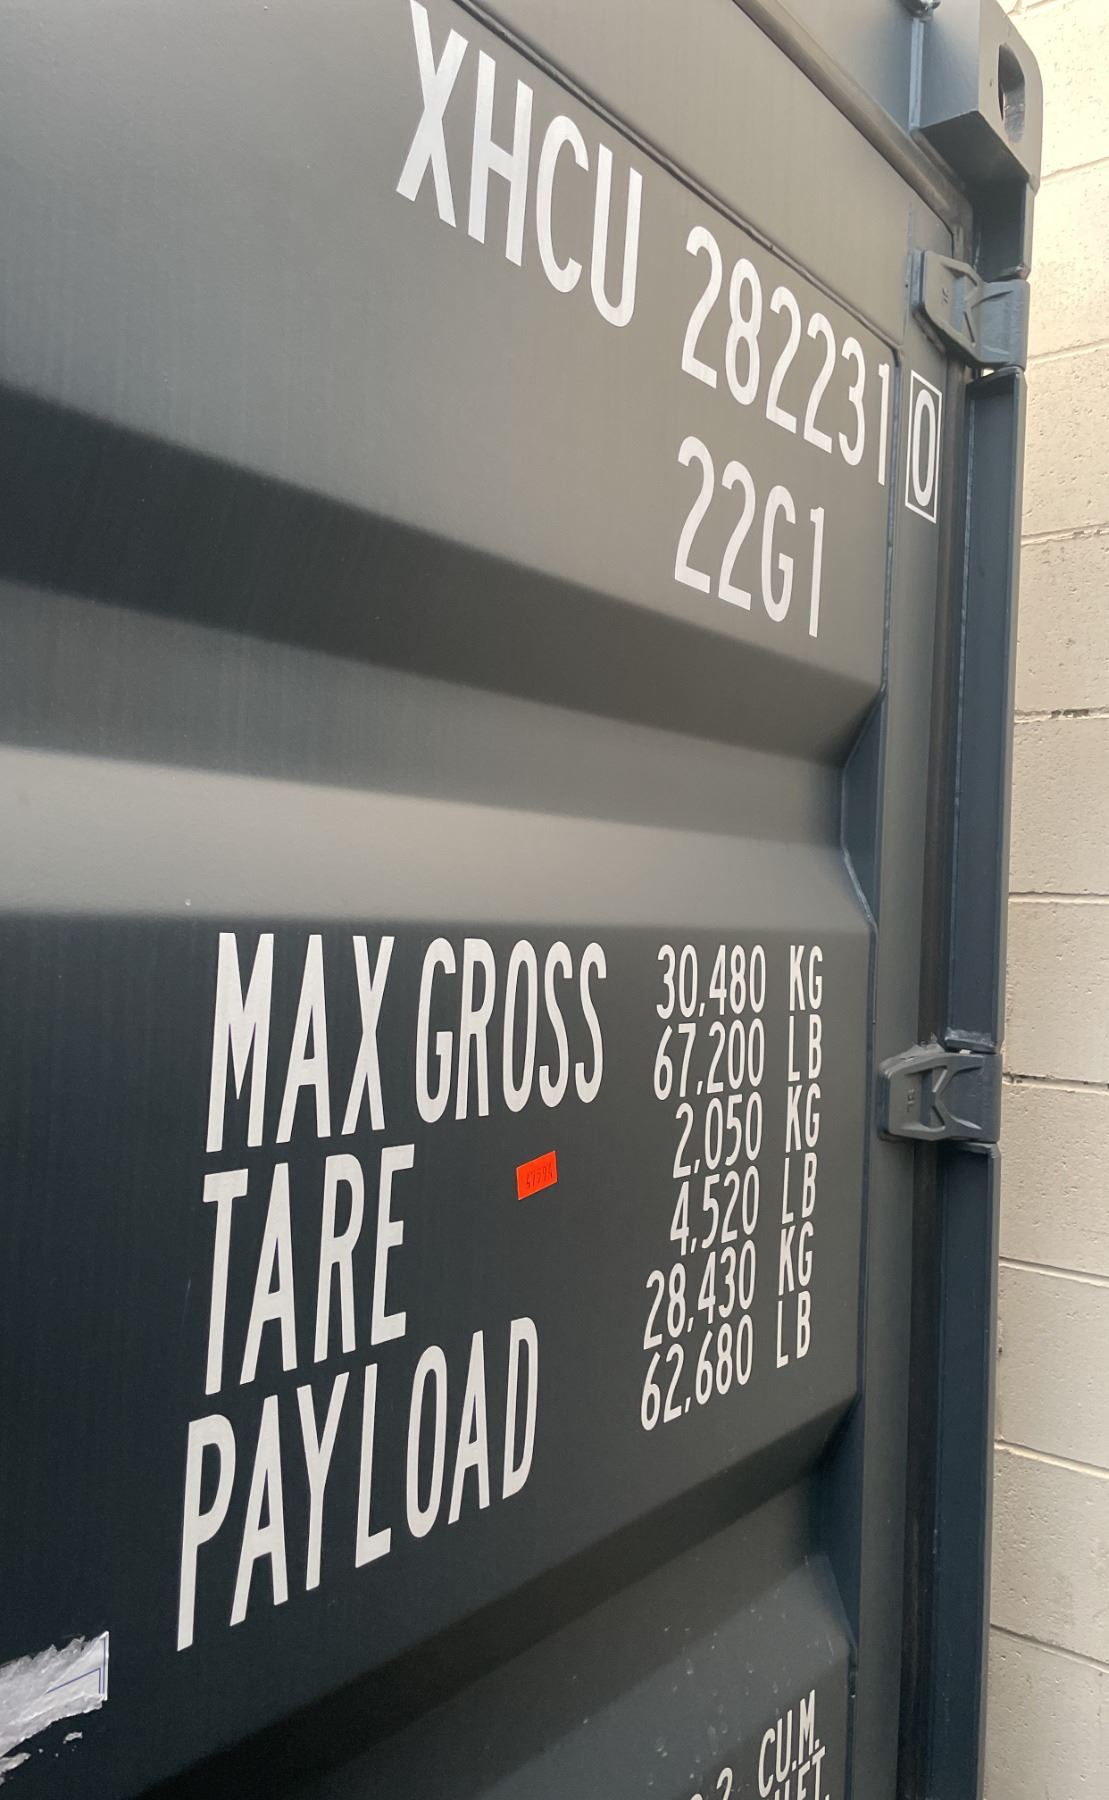 XHCU 282231 0
22G1
MAX GROSS 30.480 KG
67.200 LB
TARE 2.050 KG
4.520 LB
PAYLOAD 28.430 KG
62.680 LB
CU.M.